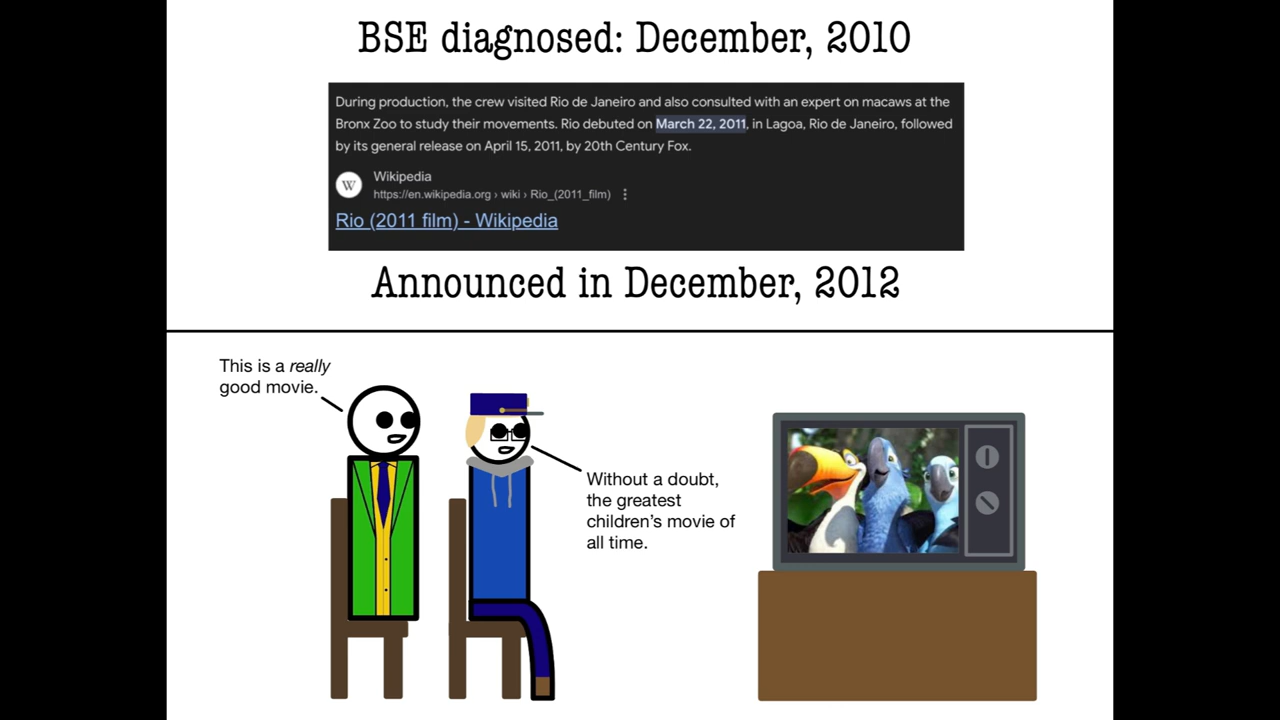 BSE diagnosed: December, 2010
During production, the crew visited Rio de Janeiro and also consulted with an expert on macaws at the
Bronx Zoo to study their movements. Rio debuted on March 22, 2011, in Lagoa, Rio de Janeiro, followed
by its general release on April 15, 2011, by 20th Century Fox.
W
Wikipedia
https://en.wikipedia.org › wiki › Rio_(2011_film)
Rio (2011 film) - Wikipedia
Announced in December, 2012
This is a really
good movie.
Without a doubt,
the greatest
children's movie of
all time.